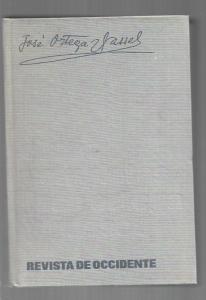 José Ortega y Gasset
REVISTA DE OCCIDENTE